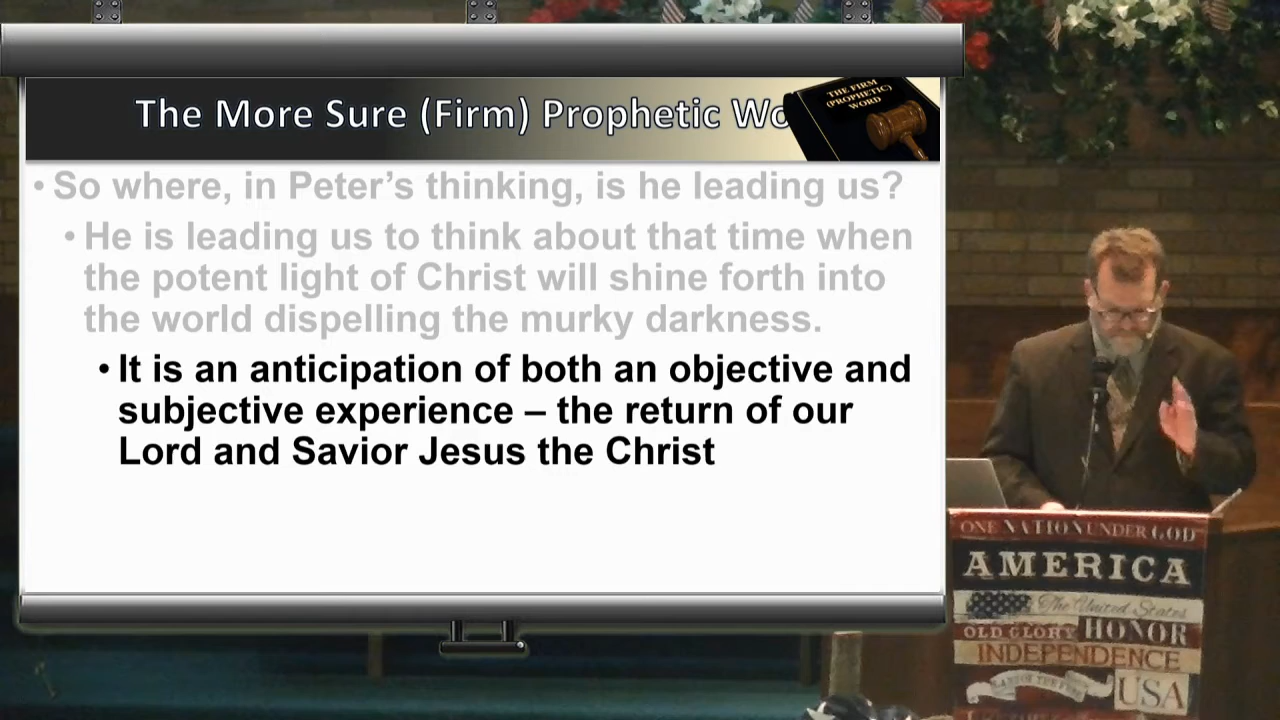 The More Sure (Firm) Prophetic Wo
THE FIRM
(PROPHETIC)
WORD
• So where, in Peter’s thinking, is he leading us?
• He is leading us to think about that time when
the potent light of Christ will shine forth into
the world dispelling the murky darkness.
• It is an anticipation of both an objective and
subjective experience – the return of our
Lord and Savior Jesus the Christ
ONE NATION UNDER GOD
AMERICA
The United States
OLD GLORY HONOR
INDEPENDENCE
LAND OF THE FREE
USA